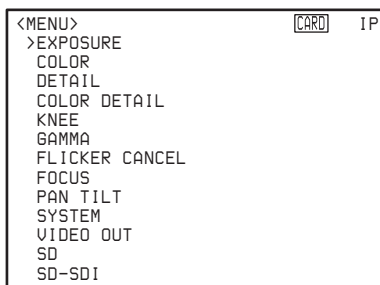 <MENU> CARD IP
>EXPOSURE
COLOR
DETAIL
COLOR DETAIL
KNEE
GAMMA
FLICKER CANCEL
FOCUS
PAN TILT
SYSTEM
VIDEO OUT
SD
SD-SDI